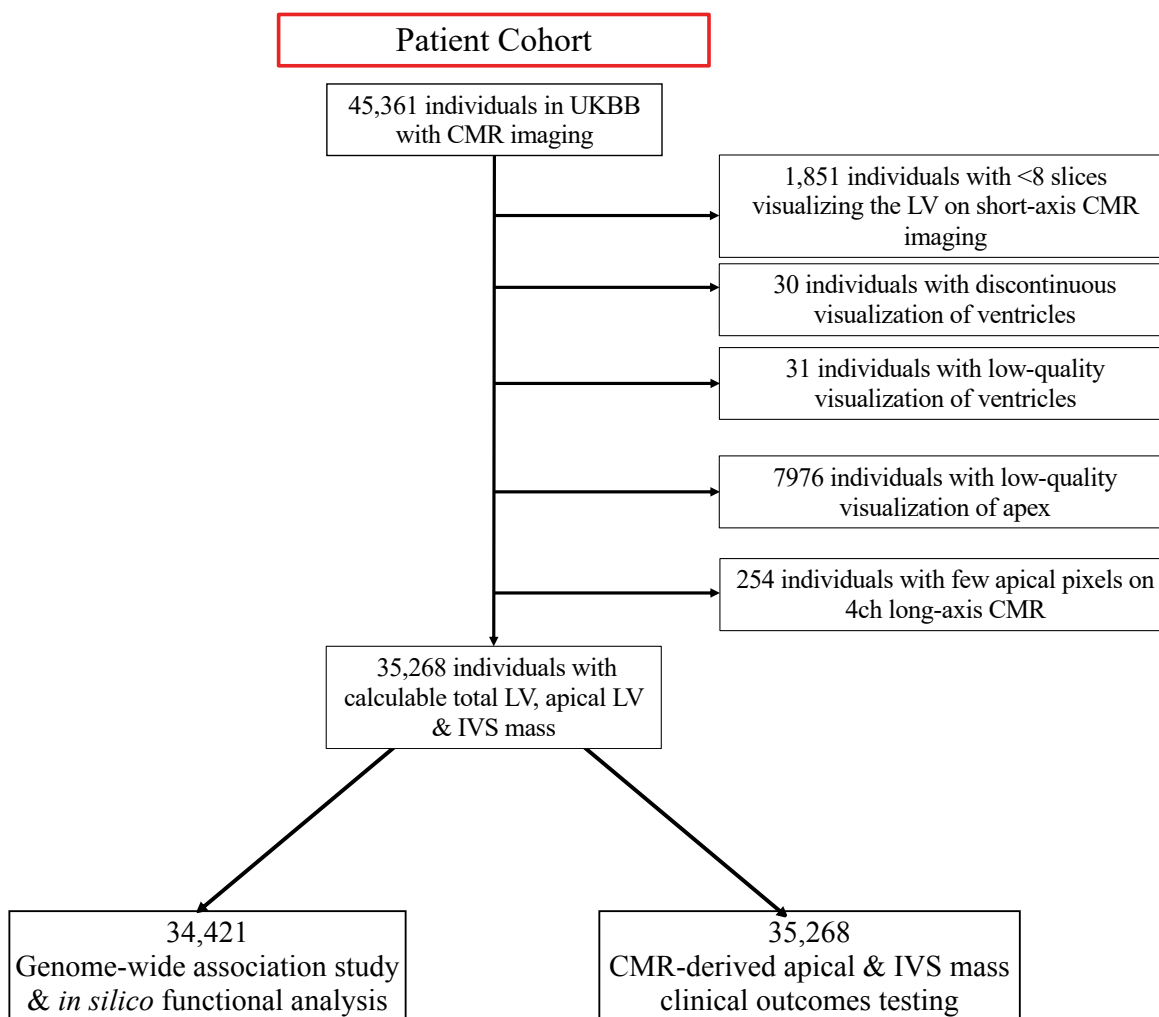 Patient Cohort
45,361 individuals in UKBB
with CMR imaging
1,851 individuals with <8 slices
visualizing the LV on short-axis CMR
imaging
30 individuals with discontinuous
visualization of ventricles
31 individuals with low-quality
visualization of ventricles
7976 individuals with low-quality
visualization of apex
254 individuals with few apical pixels on
4ch long-axis CMR
35,268 individuals with
calculable total LV, apical LV
& IVS mass
34,421
Genome-wide association study
& in silico functional analysis
35,268
CMR-derived apical & IVS mass
clinical outcomes testing